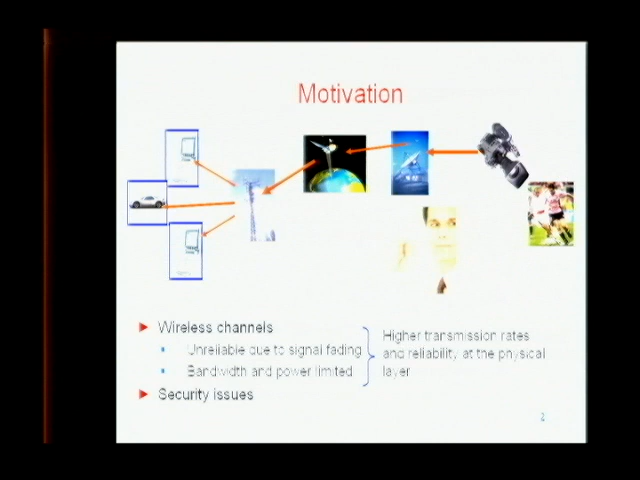 Motivation
Wireless channels
Unreliable due to signal fading
Bandwidth and power limited
Higher transmission rates
and reliability at the physical
layer
Security issues
2